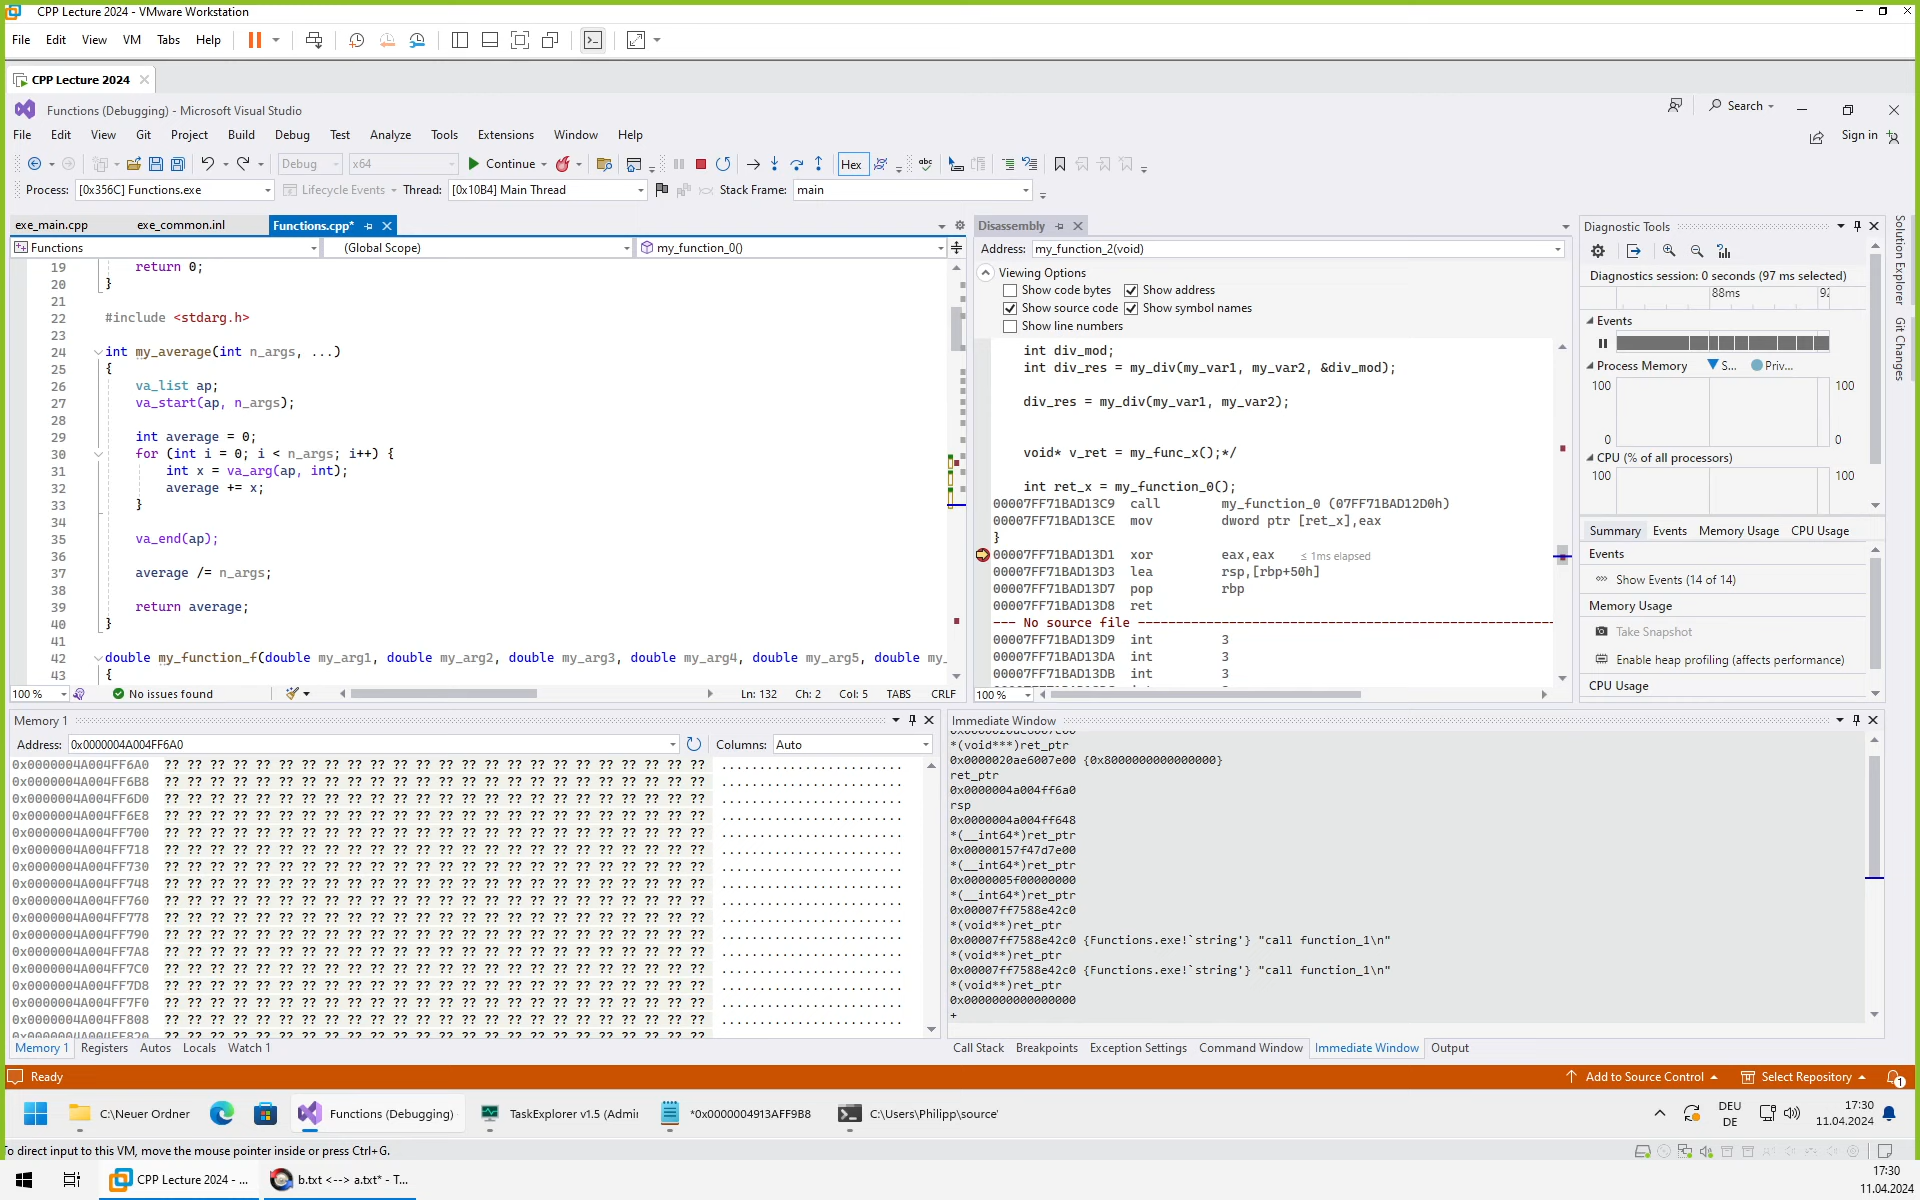 CPP Lecture 2024 - VMware Workstation
File Edit View VM Tabs Help
CPP Lecture 2024
Functions (Debugging) - Microsoft Visual Studio
Search
File Edit View Git Project Build Debug Test Analyze Tools Extensions Window Help
Sign in
Debug x64 Continue Hex
Process: [0x356C] Functions.exe Lifecycle Events Thread: [0x10B4] Main Thread Stack Frame: main
exe_main.cpp exe_common.inl Functions.cpp*
Functions (Global Scope) my_function_0()
19 return 0;
20 }
21
22 #include <stdarg.h>
23
24 int my_average(int n_args, ...)
25 {
26 va_list ap;
27 va_start(ap, n_args);
28
29 int average = 0;
30 for (int i = 0; i < n_args; i++) {
31 int x = va_arg(ap, int);
32 average += x;
33 }
34
35 va_end(ap);
36
37 average /= n_args;
38
39 return average;
40 }
41
42 double my_function_f(double my_arg1, double my_arg2, double my_arg3, double my_arg4, double my_arg5, double my_
43 {
100 % No issues found Ln: 132 Ch: 2 Col: 5 TABS CRLF
Disassembly
Address: my_function_2(void)
Viewing Options
Show code bytes Show address
Show source code Show symbol names
Show line numbers
int div_mod;
int div_res = my_div(my_var1, my_var2, &div_mod);
div_res = my_div(my_var1, my_var2);
void* v_ret = my_func_x();*/
int ret_x = my_function_0();
00007FF71BAD13C9 call my_function_0 (07FF71BAD12D0h)
00007FF71BAD13CE mov dword ptr [ret_x],eax
}
00007FF71BAD13D1 xor eax,eax ≤ 1ms elapsed
00007FF71BAD13D3 lea rsp,[rbp+50h]
00007FF71BAD13D7 pop rbp
00007FF71BAD13D8 ret
--- No source file ---
00007FF71BAD13D9 int 3
00007FF71BAD13DA int 3
00007FF71BAD13DB int 3
100 %
Diagnostic Tools
Diagnostics session: 0 seconds (97 ms selected)
88ms 92
Events
Process Memory S... Priv...
100 100
0 0
CPU (% of all processors)
100 100
Summary Events Memory Usage CPU Usage
Events
Show Events (14 of 14)
Memory Usage
Take Snapshot
Enable heap profiling (affects performance)
CPU Usage
Solution Explorer
Git Changes
Memory 1
Address: 0x0000004A004FF6A0 Columns: Auto
0x0000004A004FF6A0 ?? ?? ?? ?? ?? ?? ?? ?? ?? ?? ?? ?? ?? ?? ?? ?? ?? ?? ?? ?? ?? ?? ?? ?? ........................
0x0000004A004FF6B8 ?? ?? ?? ?? ?? ?? ?? ?? ?? ?? ?? ?? ?? ?? ?? ?? ?? ?? ?? ?? ?? ?? ?? ?? ........................
0x0000004A004FF6D0 ?? ?? ?? ?? ?? ?? ?? ?? ?? ?? ?? ?? ?? ?? ?? ?? ?? ?? ?? ?? ?? ?? ?? ?? ........................
0x0000004A004FF6E8 ?? ?? ?? ?? ?? ?? ?? ?? ?? ?? ?? ?? ?? ?? ?? ?? ?? ?? ?? ?? ?? ?? ?? ?? ........................
0x0000004A004FF700 ?? ?? ?? ?? ?? ?? ?? ?? ?? ?? ?? ?? ?? ?? ?? ?? ?? ?? ?? ?? ?? ?? ?? ?? ........................
0x0000004A004FF718 ?? ?? ?? ?? ?? ?? ?? ?? ?? ?? ?? ?? ?? ?? ?? ?? ?? ?? ?? ?? ?? ?? ?? ?? ........................
0x0000004A004FF730 ?? ?? ?? ?? ?? ?? ?? ?? ?? ?? ?? ?? ?? ?? ?? ?? ?? ?? ?? ?? ?? ?? ?? ?? ........................
0x0000004A004FF748 ?? ?? ?? ?? ?? ?? ?? ?? ?? ?? ?? ?? ?? ?? ?? ?? ?? ?? ?? ?? ?? ?? ?? ?? ........................
0x0000004A004FF760 ?? ?? ?? ?? ?? ?? ?? ?? ?? ?? ?? ?? ?? ?? ?? ?? ?? ?? ?? ?? ?? ?? ?? ?? ........................
0x0000004A004FF778 ?? ?? ?? ?? ?? ?? ?? ?? ?? ?? ?? ?? ?? ?? ?? ?? ?? ?? ?? ?? ?? ?? ?? ?? ........................
0x0000004A004FF790 ?? ?? ?? ?? ?? ?? ?? ?? ?? ?? ?? ?? ?? ?? ?? ?? ?? ?? ?? ?? ?? ?? ?? ?? ........................
0x0000004A004FF7A8 ?? ?? ?? ?? ?? ?? ?? ?? ?? ?? ?? ?? ?? ?? ?? ?? ?? ?? ?? ?? ?? ?? ?? ?? ........................
0x0000004A004FF7C0 ?? ?? ?? ?? ?? ?? ?? ?? ?? ?? ?? ?? ?? ?? ?? ?? ?? ?? ?? ?? ?? ?? ?? ?? ........................
0x0000004A004FF7D8 ?? ?? ?? ?? ?? ?? ?? ?? ?? ?? ?? ?? ?? ?? ?? ?? ?? ?? ?? ?? ?? ?? ?? ?? ........................
0x0000004A004FF7F0 ?? ?? ?? ?? ?? ?? ?? ?? ?? ?? ?? ?? ?? ?? ?? ?? ?? ?? ?? ?? ?? ?? ?? ?? ........................
0x0000004A004FF808 ?? ?? ?? ?? ?? ?? ?? ?? ?? ?? ?? ?? ?? ?? ?? ?? ?? ?? ?? ?? ?? ?? ?? ?? ........................
Memory 1 Registers Autos Locals Watch 1
Immediate Window
0x0000020ae6007e00
*(void***)ret_ptr
0x0000020ae6007e00 {0x8000000000000000}
ret_ptr
0x0000004a004ff6a0
rsp
0x0000004a004ff648
*(__int64*)ret_ptr
0x00000157f47d7e00
*(__int64*)ret_ptr
0x0000005f00000000
*(__int64*)ret_ptr
0x00007ff7588e42c0
*(void**)ret_ptr
0x00007ff7588e42c0 {Functions.exe!`string'} "call function_1\n"
*(void**)ret_ptr
0x00007ff7588e42c0 {Functions.exe!`string'} "call function_1\n"
*(void**)ret_ptr
0x0000000000000000
+
Call Stack Breakpoints Exception Settings Command Window Immediate Window Output
Ready Add to Source Control Select Repository 1
C:\Neuer Ordner Functions (Debugging) TaskExplorer v1.5 (Admin *0x0000004913AFF9B8 C:\Users\Philipp\source'
DEU
DE
17:30
11.04.2024
To direct input to this VM, move the mouse pointer inside or press Ctrl+G.
CPP Lecture 2024 - ... b.txt <--> a.txt* - T...
17:30
11.04.2024